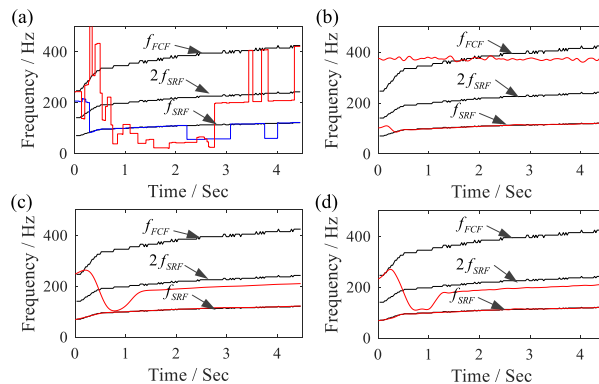 (a)
Frequency / Hz
400
200
0
f_FCF
2f_SRF
f_SRF
0 1 2 3 4
Time / Sec
(b)
Frequency / Hz
400
200
0
f_FCF
2f_SRF
f_SRF
0 1 2 3 4
Time / Sec
(c)
Frequency / Hz
400
200
0
f_FCF
2f_SRF
f_SRF
0 1 2 3 4
Time / Sec
(d)
Frequency / Hz
400
200
0
f_FCF
2f_SRF
f_SRF
0 1 2 3 4
Time / Sec